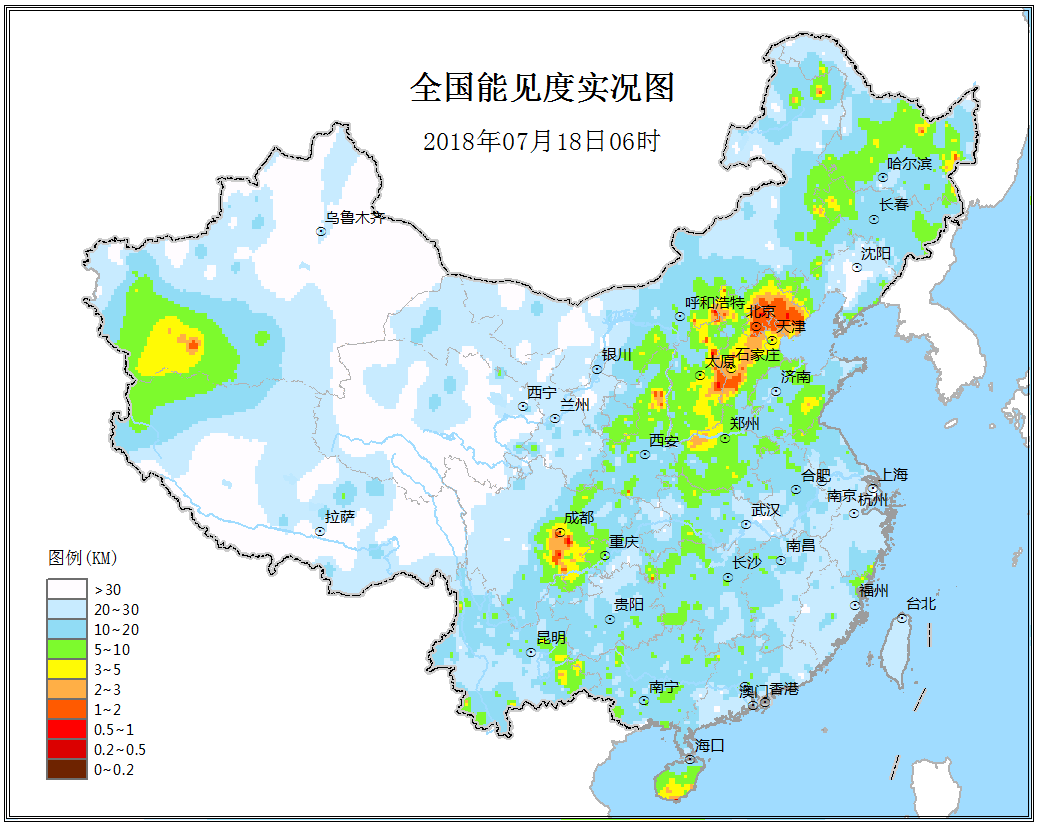 全国能见度实况图
2018年07月18日06时
哈尔滨
长春
乌鲁木齐
沈阳
呼和浩特
北京
天津
银川
太原
石家庄
济南
西宁
兰州
郑州
西安
合肥
上海
南京
杭州
拉萨
成都
武汉
重庆
南昌
长沙
福州
贵阳
台北
昆明
南宁
澳门
香港
海口
图例(KM)
>30
20~30
10~20
5~10
3~5
2~3
1~2
0.5~1
0.2~0.5
0~0.2